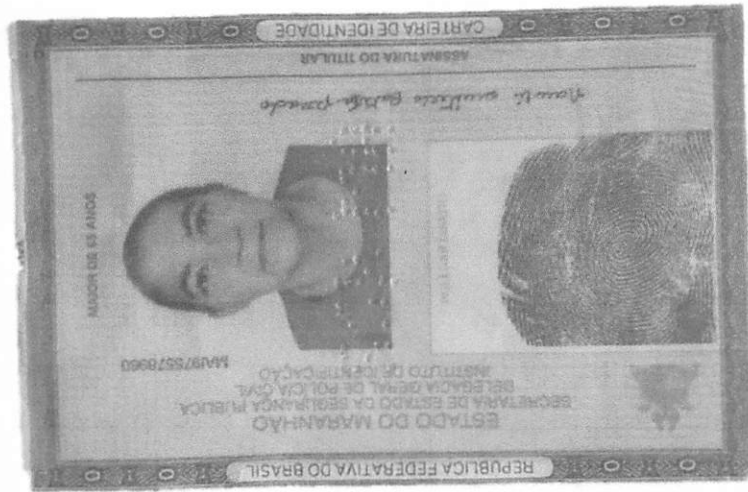 REPÚBLICA FEDERATIVA DO BRASIL
ESTADO DO MARANHÃO
SECRETARIA DE ESTADO DA SEGURANÇA PÚBLICA
DELEGACIA GERAL DE POLÍCIA CIVIL
INSTITUTO DE IDENTIFICAÇÃO
MAI975578960
MAIOR DE 65 ANOS
ASSINATURA DO TITULAR
CARTEIRA DE IDENTIDADE